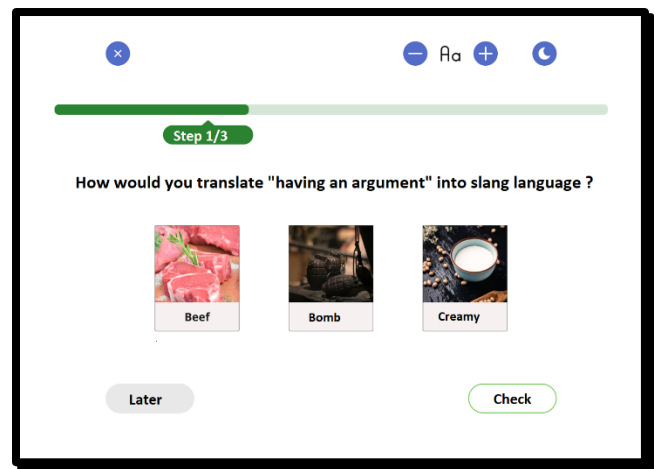 Aa
Step 1/3
How would you translate "having an argument" into slang language ?
Beef
Bomb
Creamy
Later
Check